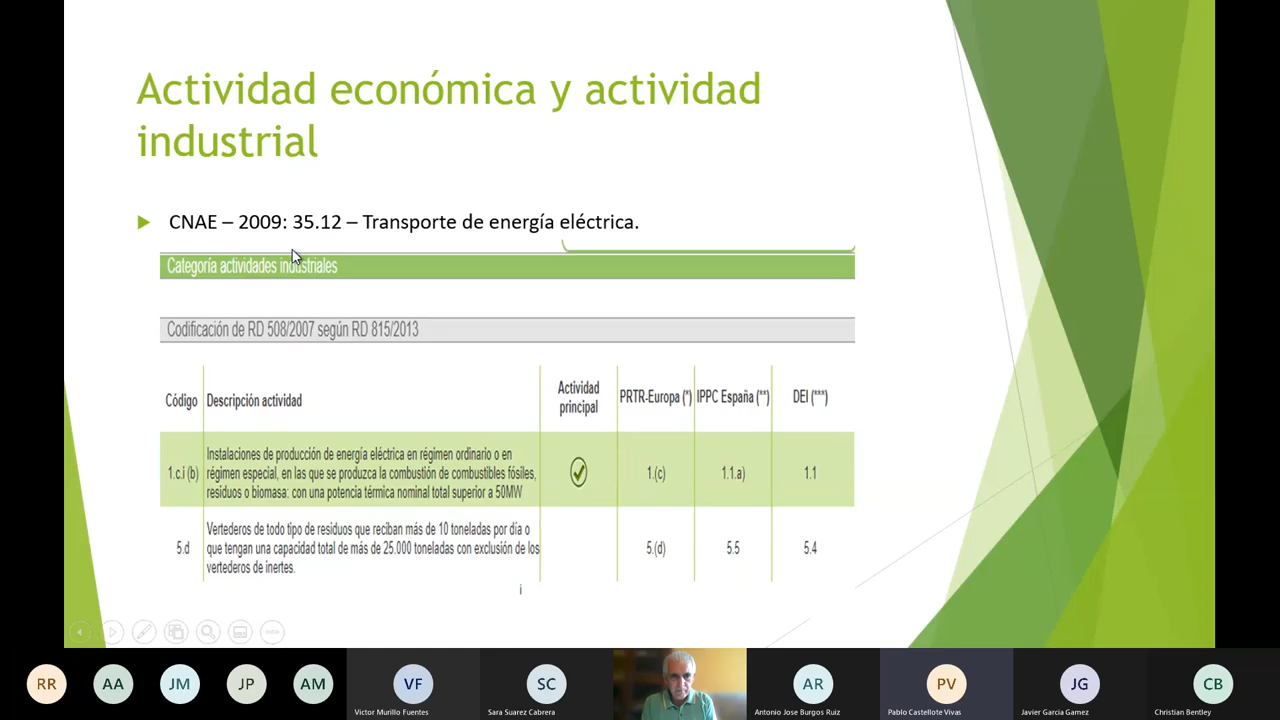 Actividad económica y actividad
industrial
CNAE – 2009: 35.12 – Transporte de energía eléctrica.
Categoría actividades industriales
Codificación de RD 508/2007 según RD 815/2013
Código Descripción actividad Actividad principal PRTR-Europa (*) IPPC España (**) DEI (***)
Instalaciones de producción de energía eléctrica en régimen ordinario o en
1.c.i (b) régimen especial, en las que se produzca la combustión de combustibles fósiles, 1.(c) 1.1.a) 1.1
residuos o biomasa: con una potencia térmica nominal total superior a 50MW
Vertederos de todo tipo de residuos que reciban más de 10 toneladas por día o
5.d que tengan una capacidad total de más de 25.000 toneladas con exclusión de los 5.(d) 5.5 5.4
vertederos de inertes.
i
RR AA JM JP AM VF SC AR PV JG CB
Victor Murillo Fuentes Sara Suarez Cabrera Antonio Jose Burgos Ruiz Pablo Castellote Vivas Javier Garcia Gamez Christian Bentley